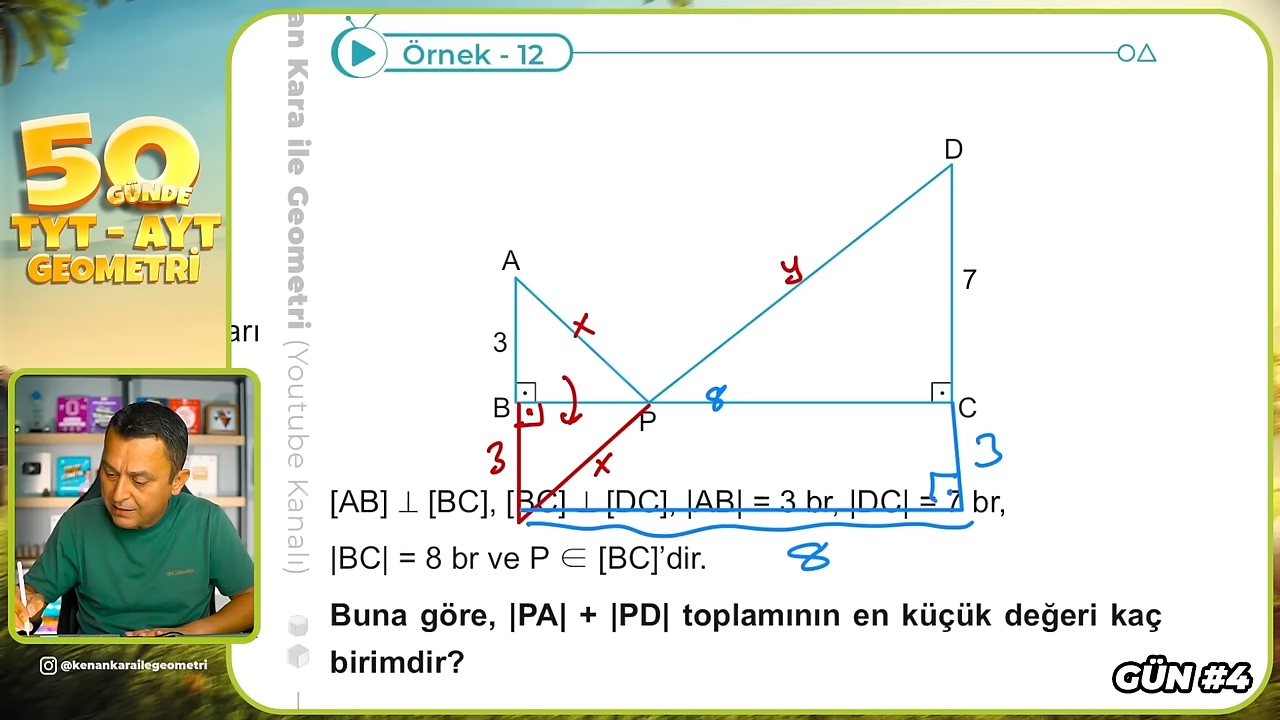 50
GÜNDE
TYT - AYT
GEOMETRİ
@kenankarailegeometri
arı
an Kara ile Geometri (Youtube Kanalı)
Örnek - 12
D
A
y
7
x
3
B
8
C
P
3
x
3
[AB] ⊥ [BC], [BC] ⊥ [DC], |AB| = 3 br, |DC| = 7 br,
8
|BC| = 8 br ve P ∈ [BC]’dir.
Buna göre, |PA| + |PD| toplamının en küçük değeri kaç
birimdir?
GÜN #4